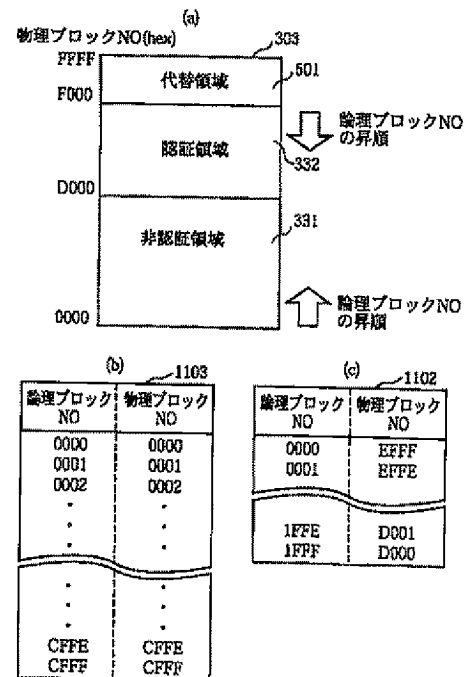 (a)
物理ブロックNO(hex)
303
FFFF
代替領域
501
F000
論理ブロックNO
の昇順
認証領域
332
D000
非認証領域
331
0000
論理ブロックNO
の昇順
(b)
1103
論理ブロック
NO
物理ブロック
NO
0000 0000
0001 0001
0002 0002
CFFE CFFE
CFFF CFFF
(c)
1102
論理ブロック
NO
物理ブロック
NO
0000 EFFF
0001 EFFE
1FFE D001
1FFF D000